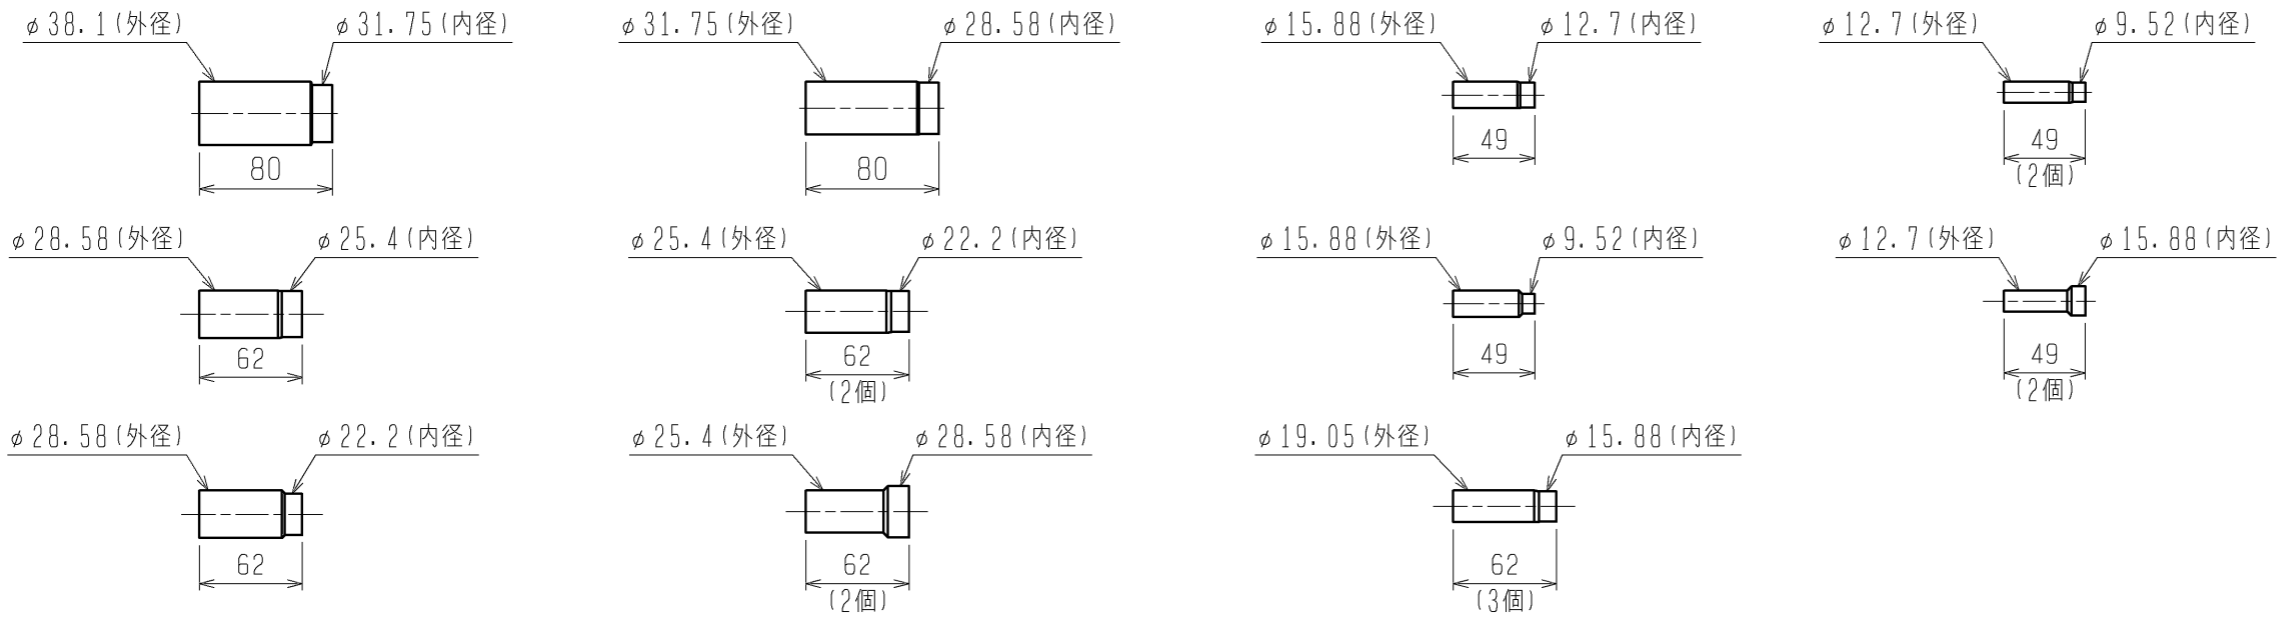 φ38.1(外径) φ31.75(内径) φ31.75(外径) φ28.58(内径) φ15.88(外径) φ12.7(内径) φ12.7(外径) φ9.52(内径)
80 80 49 49
(2個)
φ28.58(外径) φ25.4(内径) φ25.4(外径) φ22.2(内径) φ15.88(外径) φ9.52(内径) φ12.7(外径) φ15.88(内径)
62 62 49 49
(2個) (2個)
φ28.58(外径) φ22.2(内径) φ25.4(外径) φ28.58(内径) φ19.05(外径) φ15.88(内径)
62 62 62
(2個) (3個)